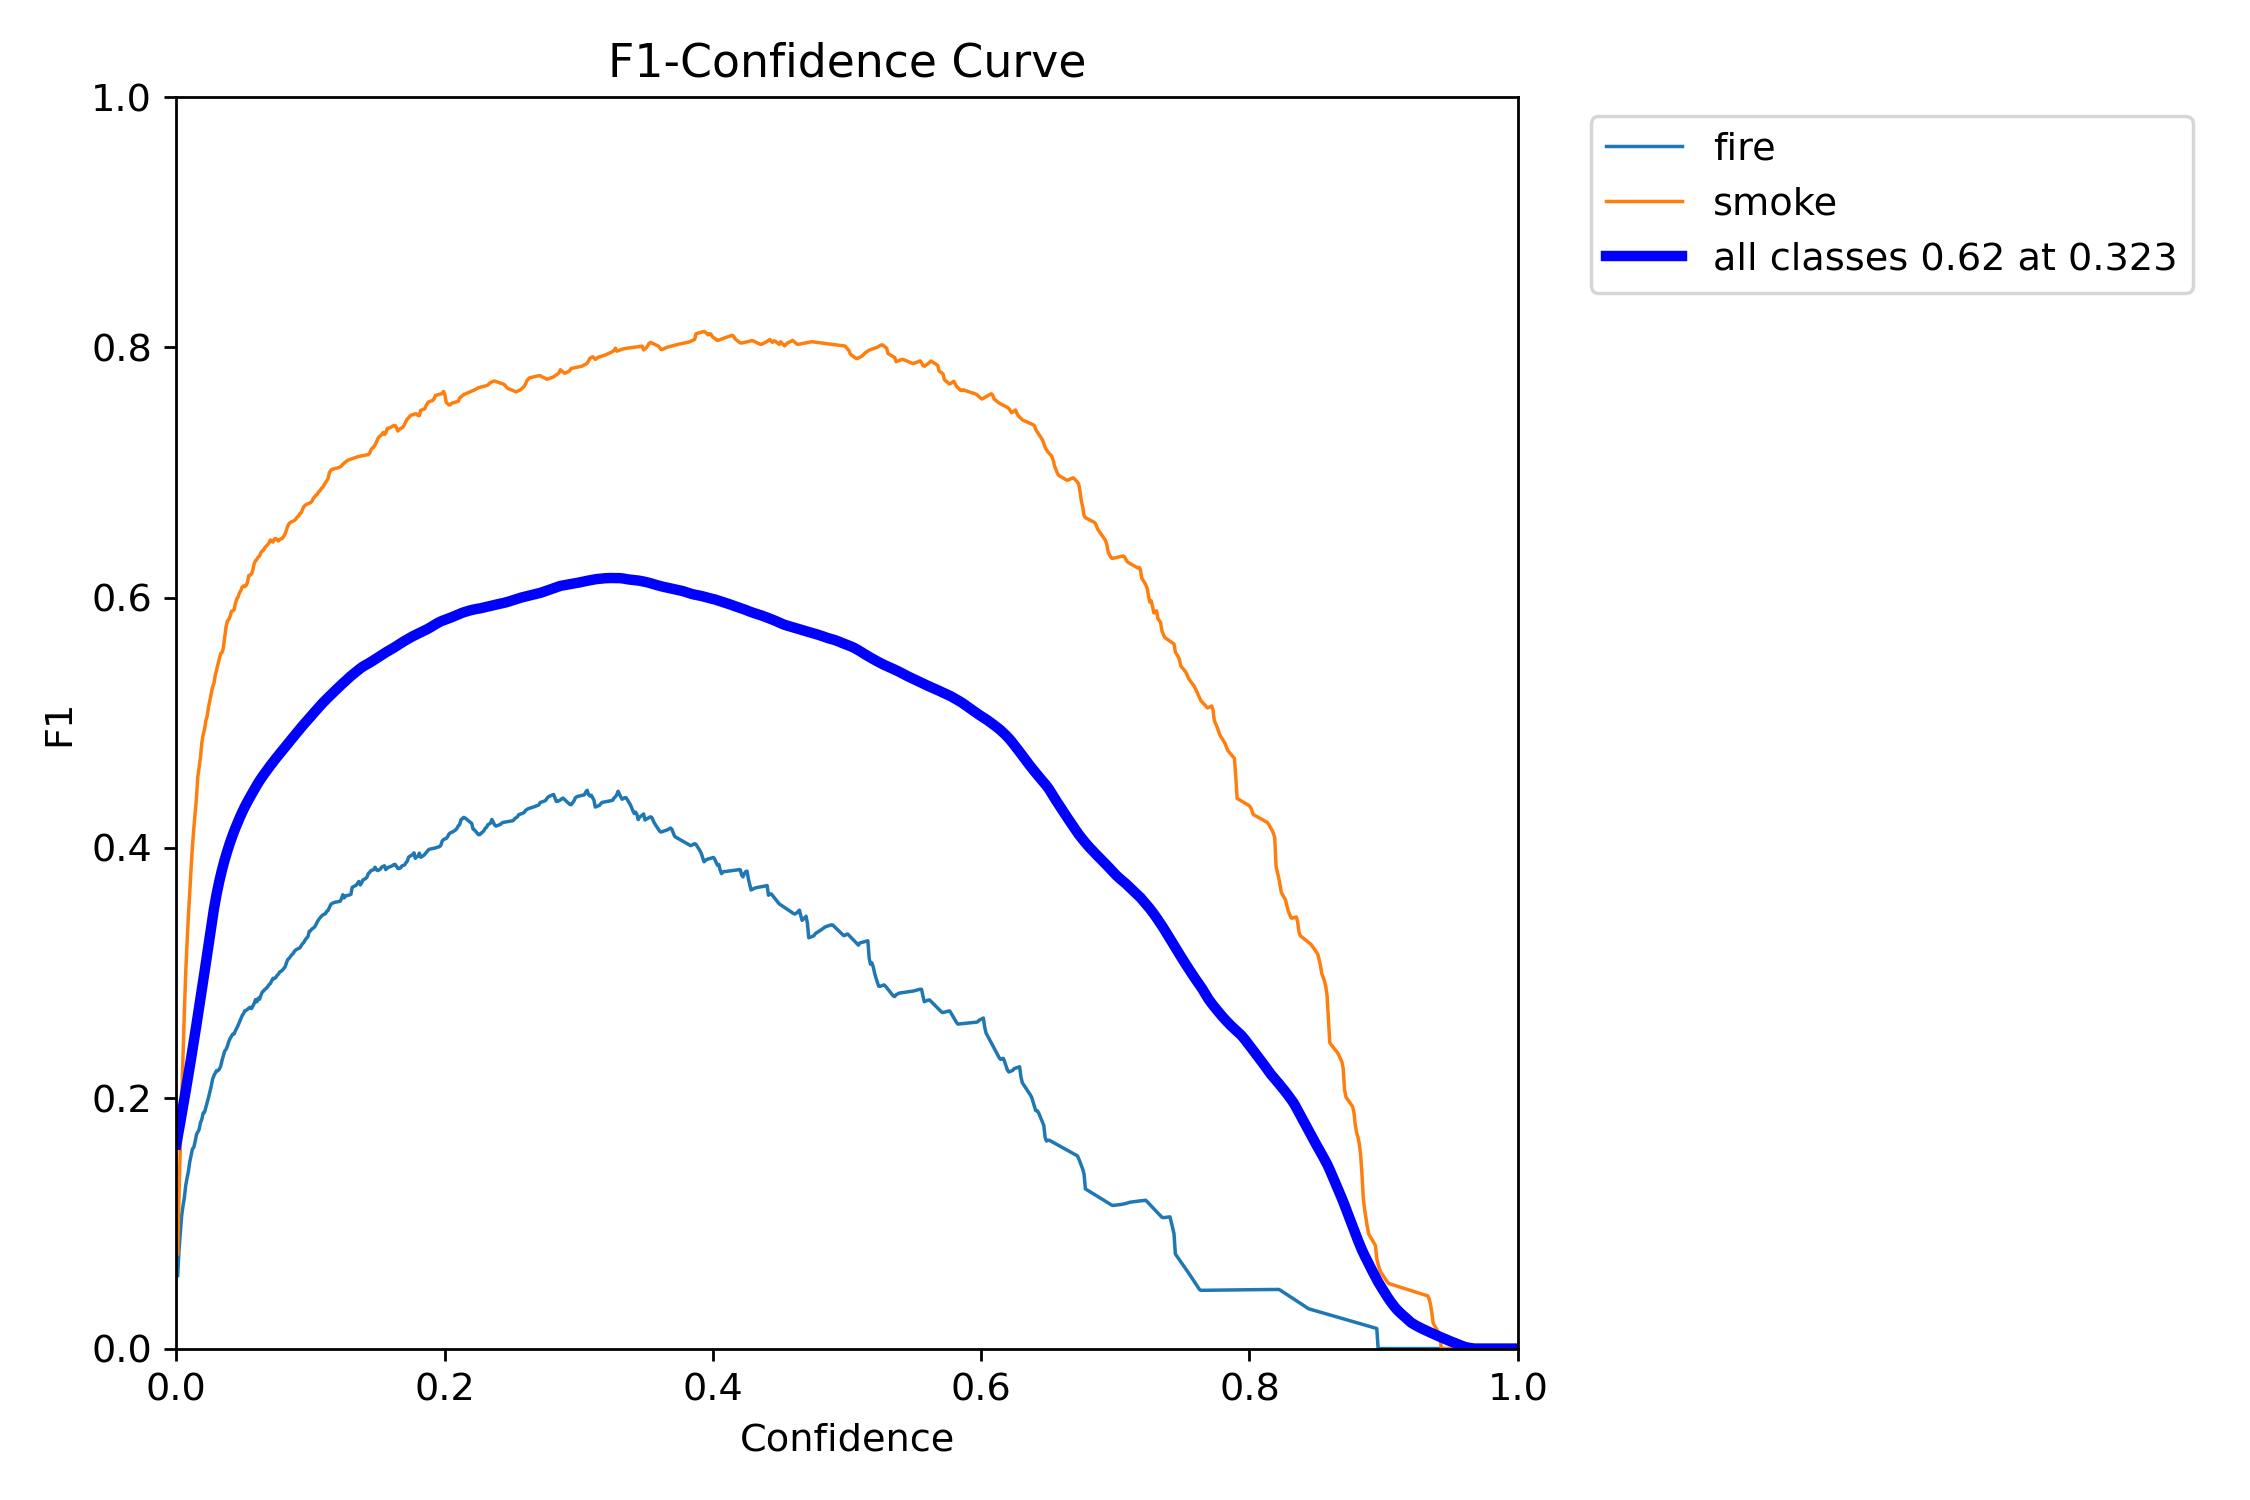 F1-Confidence Curve
fire
smoke
all classes 0.62 at 0.323
F1
1.0
0.8
0.6
0.4
0.2
0.0
0.0 0.2 0.4 0.6 0.8 1.0
Confidence